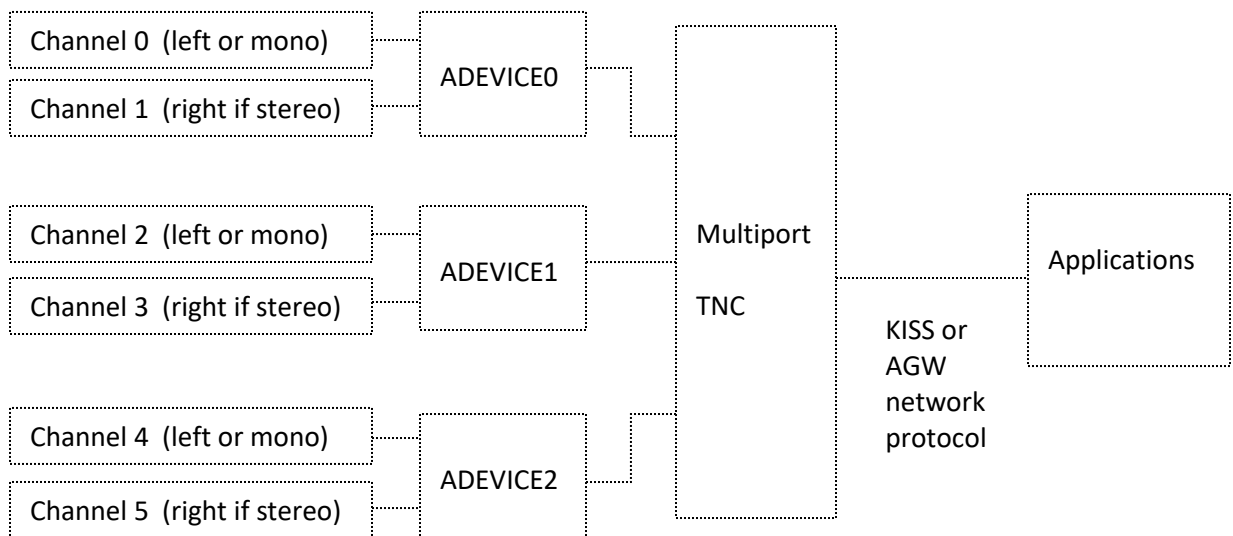 Channel 0 (left or mono)
Channel 1 (right if stereo)
ADEVICE0
Channel 2 (left or mono)
Channel 3 (right if stereo)
ADEVICE1
Channel 4 (left or mono)
Channel 5 (right if stereo)
ADEVICE2
Multiport
TNC
KISS or
AGW
network
protocol
Applications